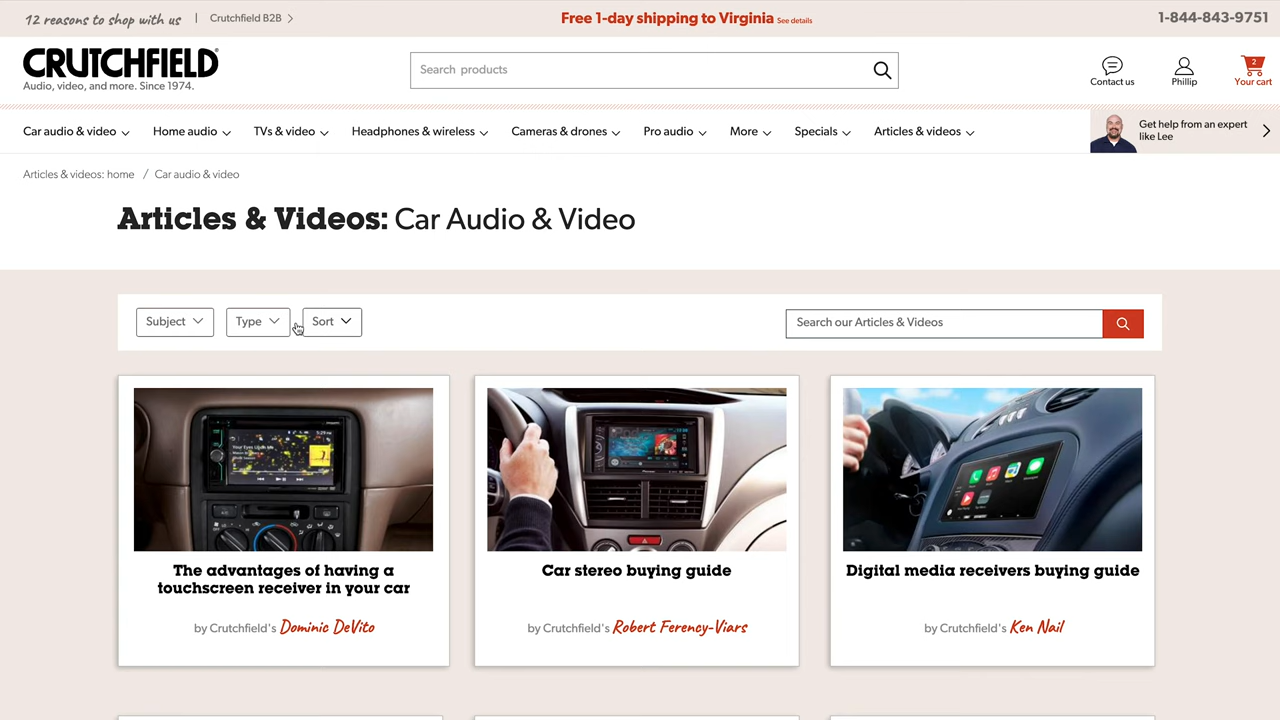 12 reasons to shop with us | Crutchfield B2B
Free 1-day shipping to Virginia See details
1-844-843-9751
CRUTCHFIELD
Audio, video, and more. Since 1974.
Search products
Contact us
Phillip
2
Your cart
Car audio & video
Home audio
TVs & video
Headphones & wireless
Cameras & drones
Pro audio
More
Specials
Articles & videos
Get help from an expert
like Lee
Articles & videos: home / Car audio & video
Articles & Videos: Car Audio & Video
Subject
Type
Sort
Search our Articles & Videos
The advantages of having a
touchscreen receiver in your car
by Crutchfield's Dominic DeVito
Car stereo buying guide
by Crutchfield's Robert Ferency-Viars
Digital media receivers buying guide
by Crutchfield's Ken Nail